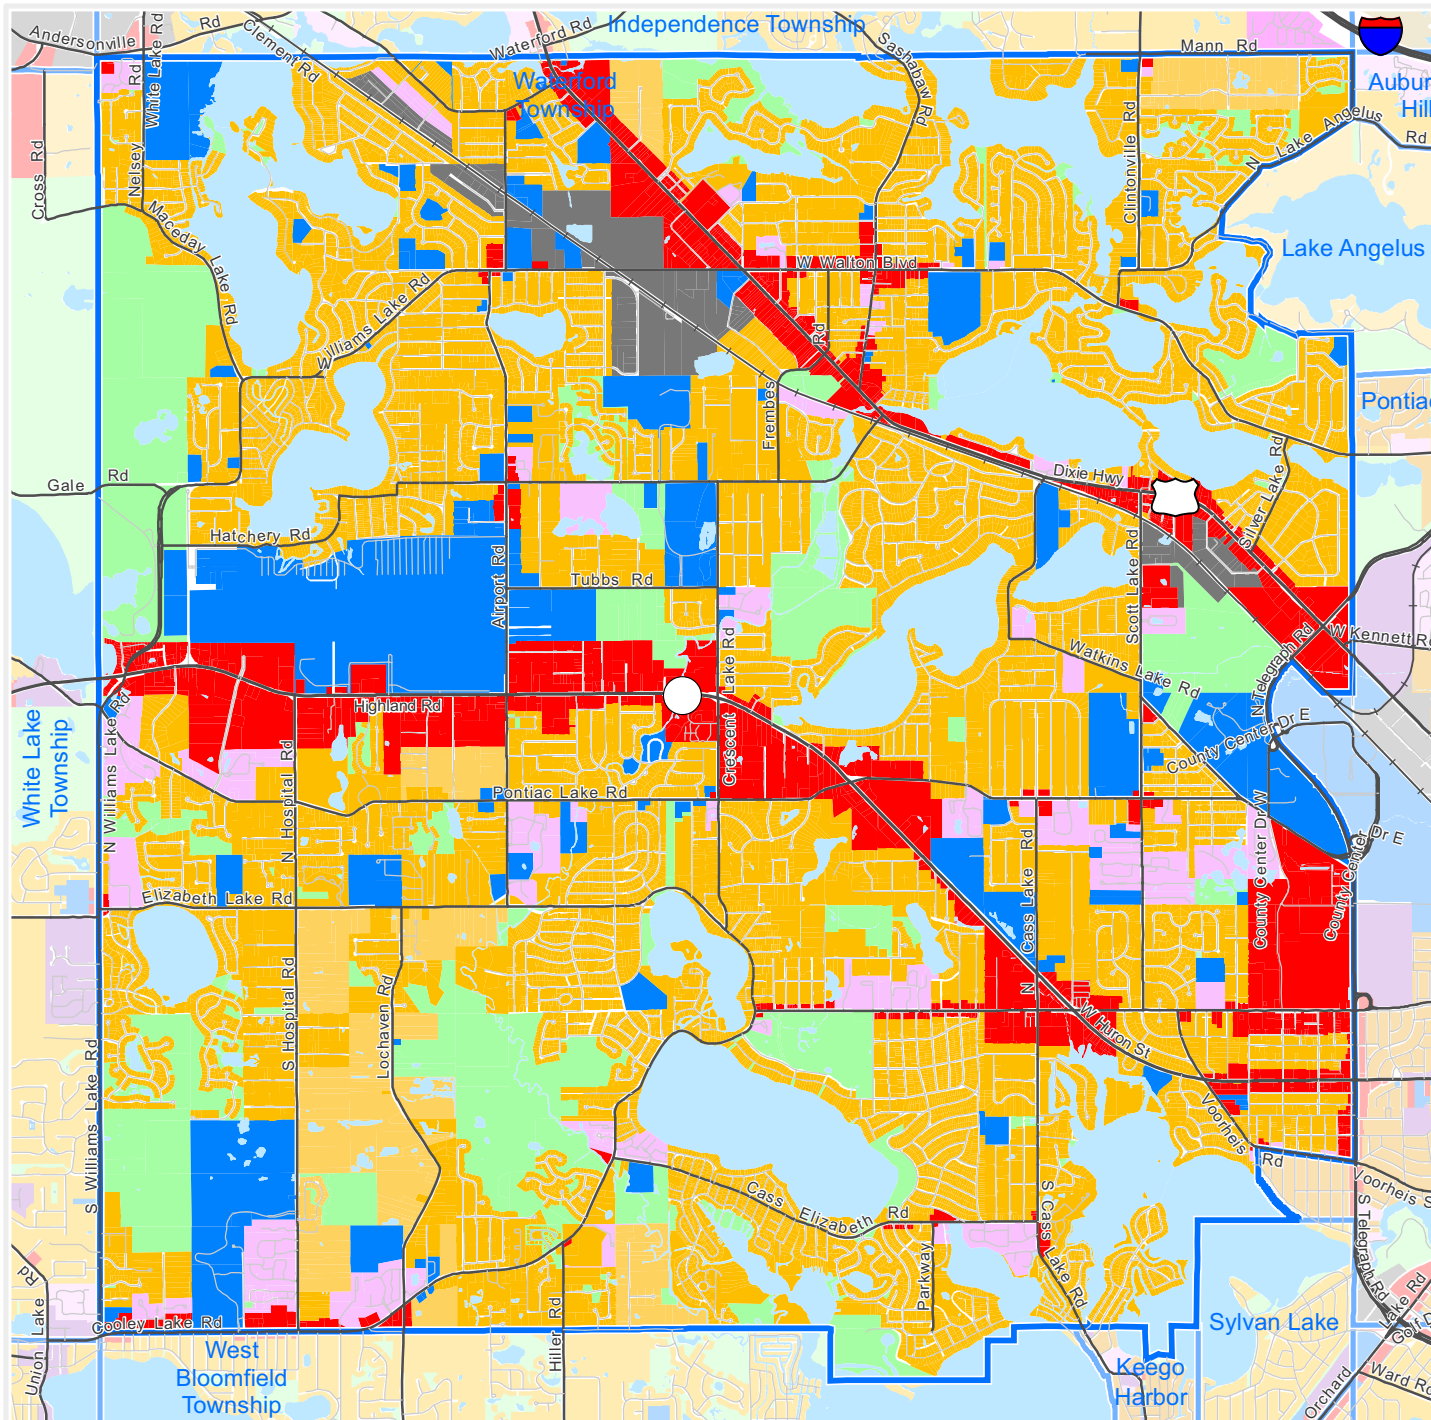 Independence Township
Andersonville
Rd
Clement Rd
Waterford Rd
Sashabaw Rd
Mann Rd
White Lake Rd
Nelsey Rd
Waterford
Township
Auburn
Hill
N Lake Angelus Rd
Cross Rd
Clintonville Rd
Maceday Lake Rd
Lake Angelus
W Walton Blvd
Williams Lake Rd
W
Rd
Frembes
Pontiac
Gale Rd
Dixie Hwy
Silver Lake Rd
Hatchery Rd
Airport Rd
Tubbs Rd
Scott Lake Rd
Crescent Lake Rd
Watkins Lake Rd
N Telegraph Rd
W Kennett Rd
Highland Rd
County Center Dr E
White Lake
Township
N Williams Lake Rd
N Hospital Rd
Pontiac Lake Rd
County Center Dr W
County Center Dr E
N Cass Lake Rd
Elizabeth Lake Rd
S Hospital Rd
Lochaven Rd
W Huron St
S Williams Lake Rd
Voorheis Rd
Voorheis S
Cass Elizabeth Rd
S Cass Lake Rd
S Telegraph Rd
Parkway
Union Lake Rd
Cooley Lake Rd
Hiller Rd
Sylvan Lake
Orchard Lake Rd
Golf D
Ward Rd
West
Bloomfield
Township
Keego
Harbor